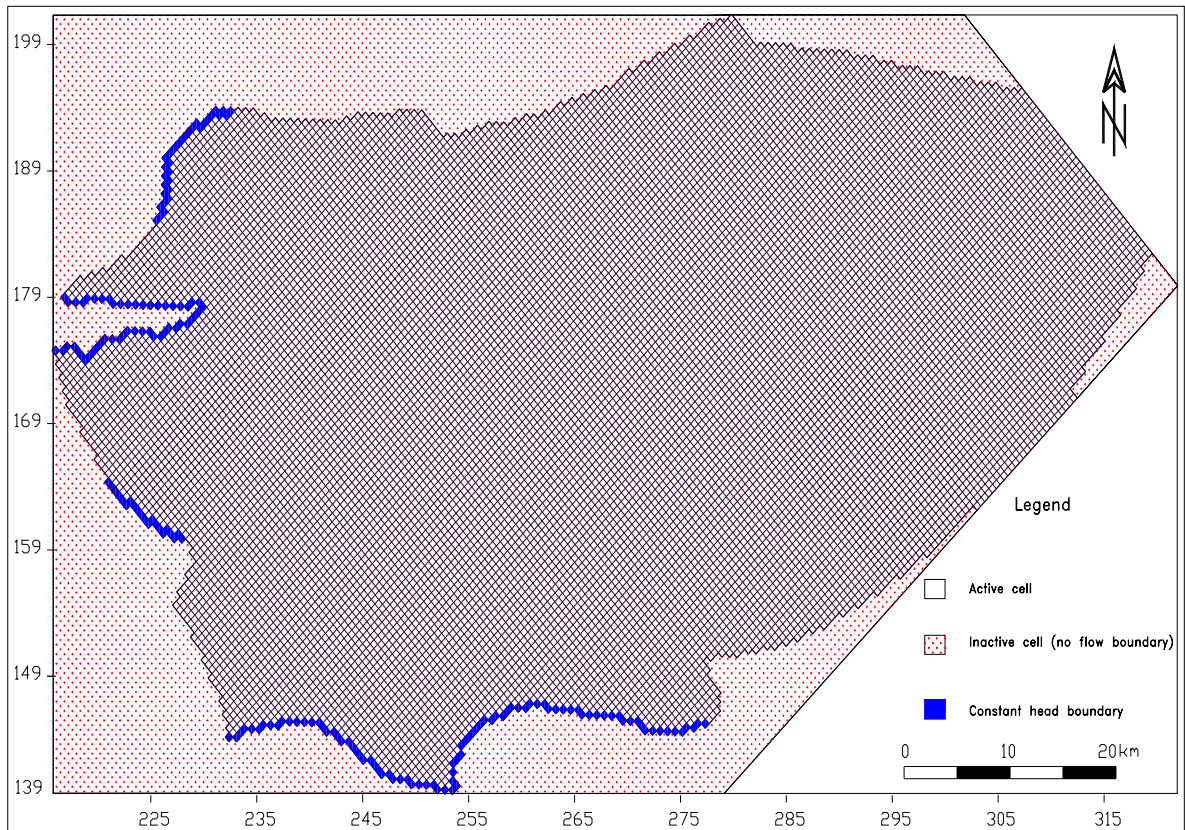 199
189
179
169
159
149
139
N
Legend
Active cell
Inactive cell (no flow boundary)
Constant head boundary
0 10 20km
225 235 245 255 265 275 285 295 305 315